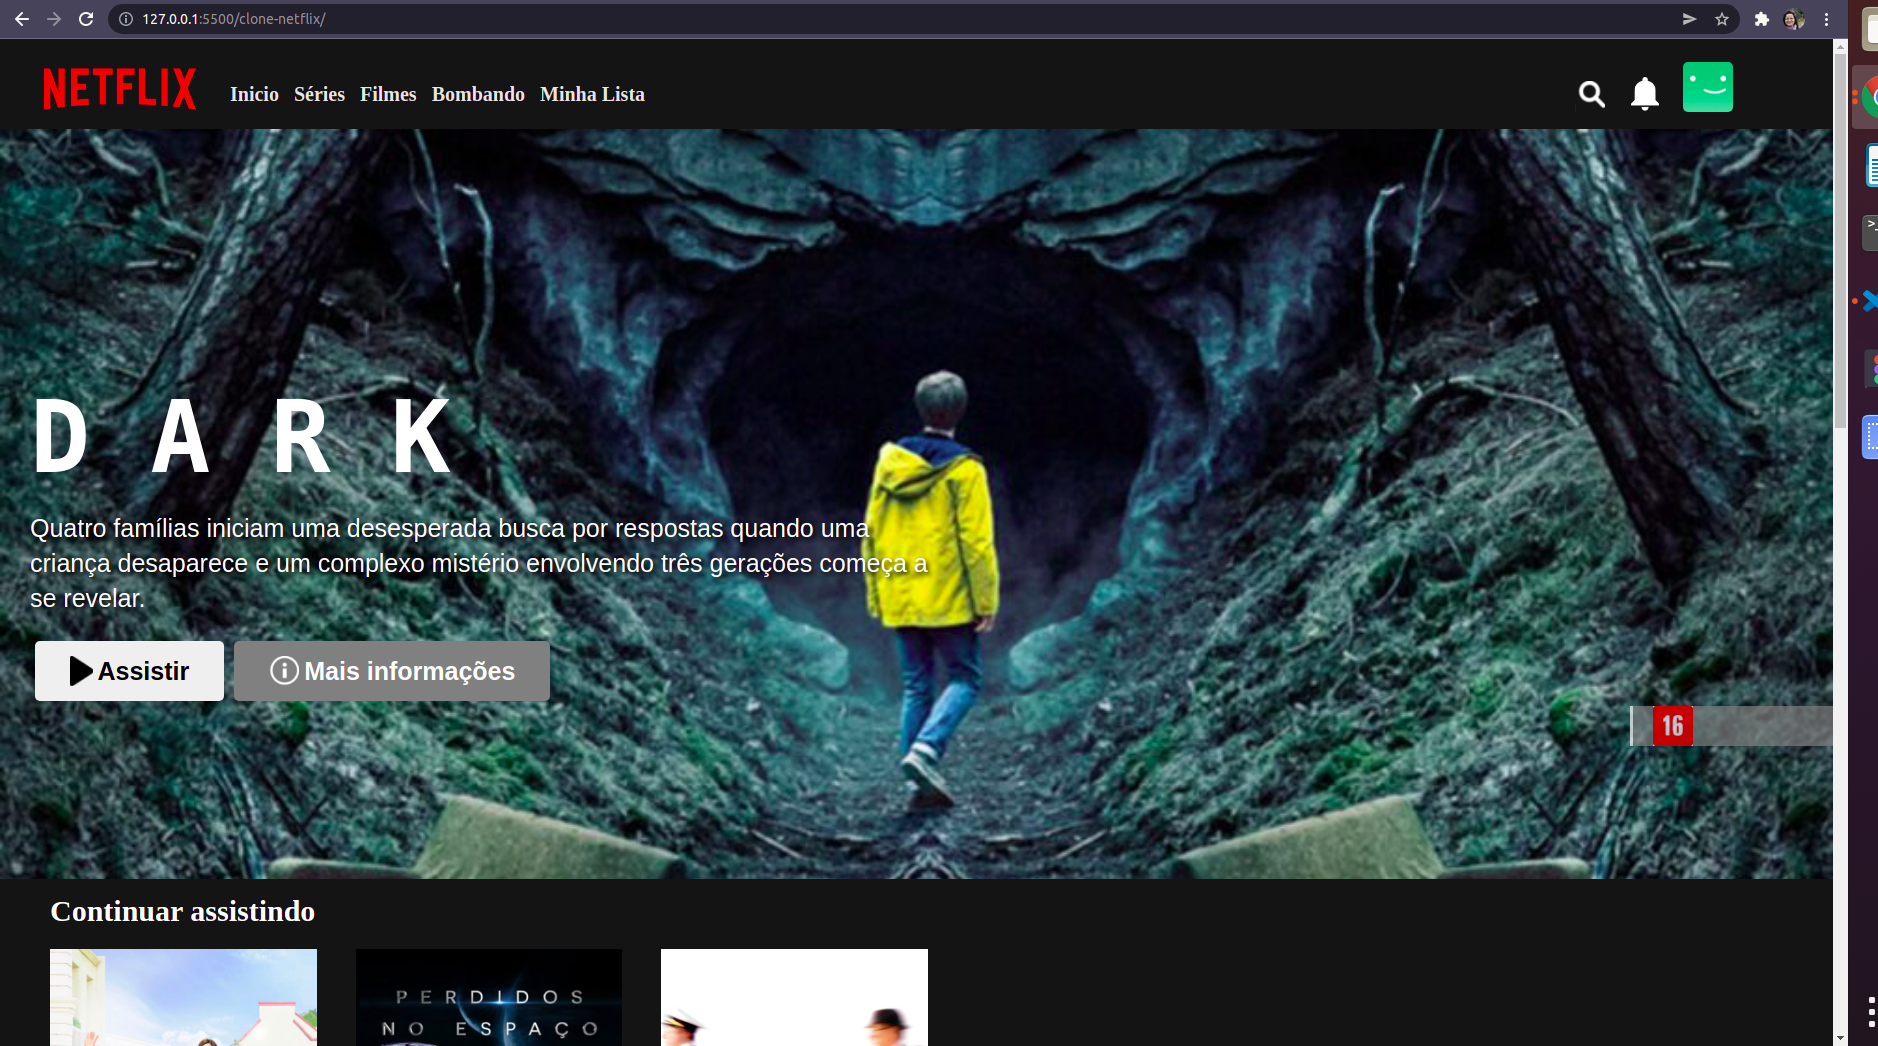 127.0.0.1:5500/clone-netflix/
NETFLIX
Inicio Séries Filmes Bombando Minha Lista
DARK
Quatro famílias iniciam uma desesperada busca por respostas quando uma
criança desaparece e um complexo mistério envolvendo três gerações começa a
se revelar.
Assistir Mais informações
16
Continuar assistindo
PERDIDOS
NO ESPAÇO